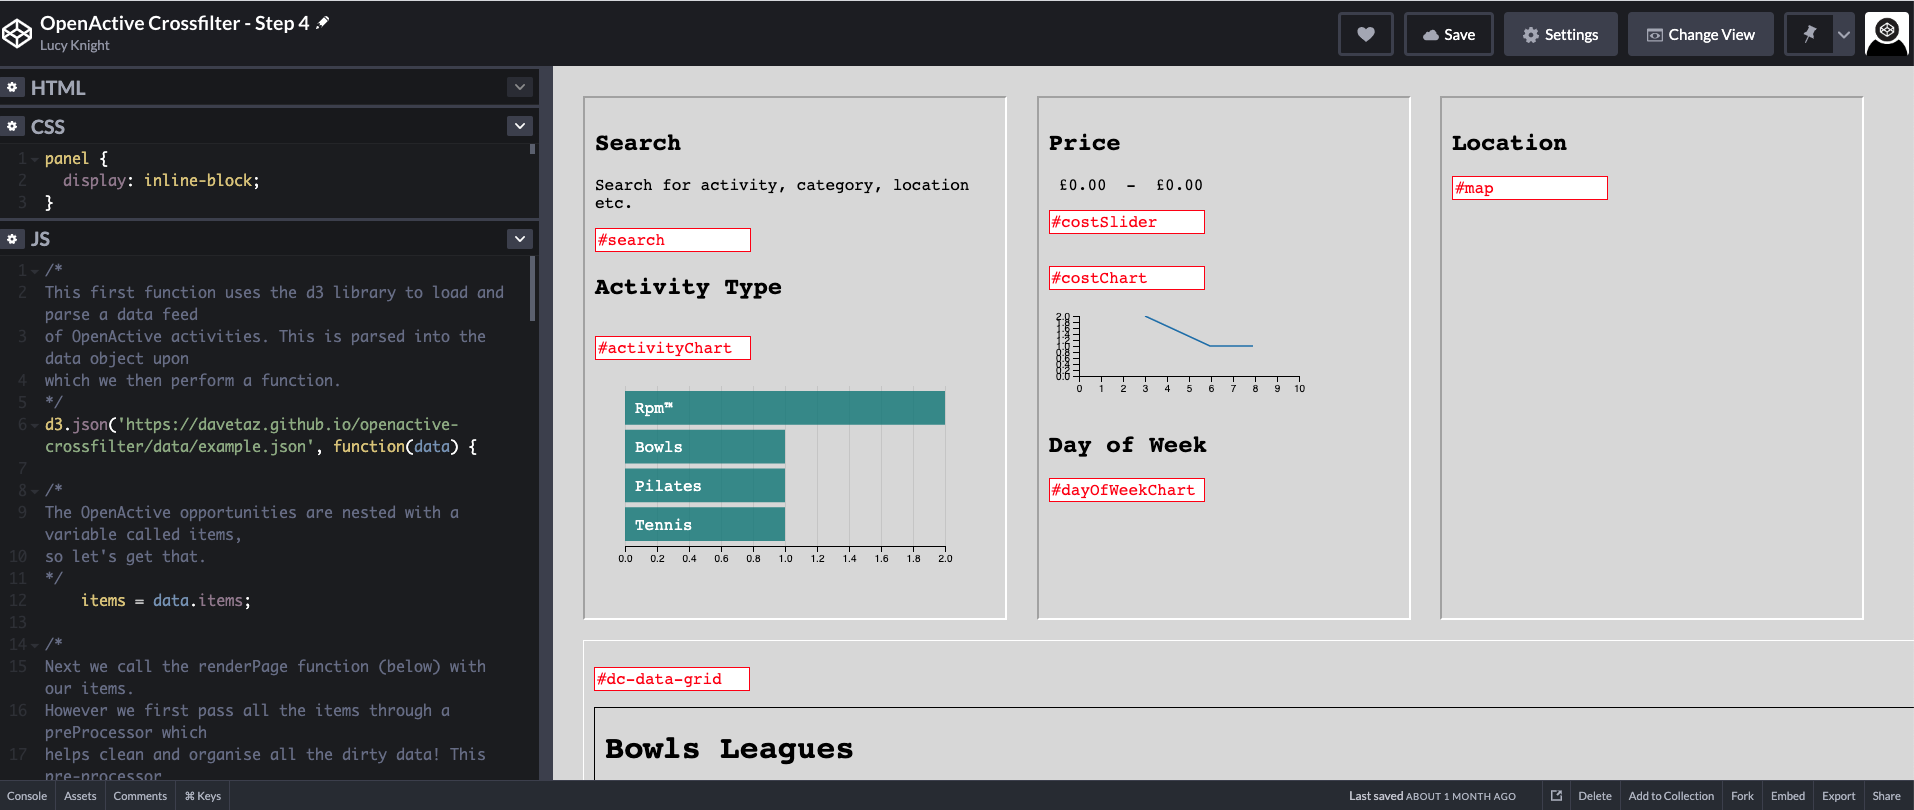 OpenActive Crossfilter - Step 4
Lucy Knight
Save
Settings
Change View
HTML
CSS
1 panel {
2 display: inline-block;
3 }
JS
1 /*
2 This first function uses the d3 library to load and
parse a data feed
3 of OpenActive activities. This is parsed into the
data object upon
4 which we then perform a function.
5 */
6 d3.json('https://davetaz.github.io/openactive-
crossfilter/data/example.json', function(data) {
7
8 /*
9 The OpenActive opportunities are nested with a
variable called items,
10 so let's get that.
11 */
12 items = data.items;
13
14 /*
15 Next we call the renderPage function (below) with
our items.
16 However we first pass all the items through a
preProcessor which
17 helps clean and organise all the dirty data! This
pre-processor
Search
Search for activity, category, location
etc.
#search
Activity Type
#activityChart
Rpm™
Bowls
Pilates
Tennis
0.0 0.2 0.4 0.6 0.8 1.0 1.2 1.4 1.6 1.8 2.0
Price
£0.00 - £0.00
#costSlider
#costChart
2.0
1.8
1.6
1.4
1.2
1.0
0.8
0.6
0.4
0.2
0.0
0 1 2 3 4 5 6 7 8 9 10
Day of Week
#dayOfWeekChart
Location
#map
#dc-data-grid
Bowls Leagues
Console Assets Comments ⌘ Keys
Last saved ABOUT 1 MONTH AGO Delete Add to Collection Fork Embed Export Share